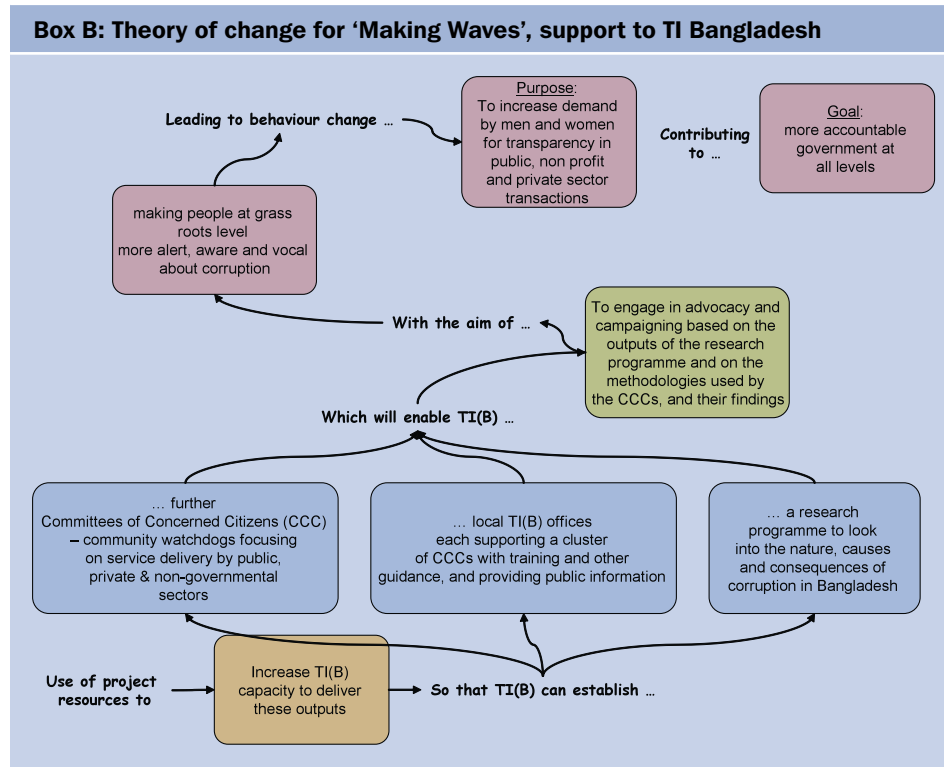 Box B: Theory of change for ‘Making Waves’, support to TI Bangladesh
Leading to behaviour change …
Purpose:
To increase demand
by men and women
for transparency in
public, non profit
and private sector
transactions
Contributing
to …
Goal:
more accountable
government at
all levels
making people at grass
roots level
more alert, aware and vocal
about corruption
With the aim of …
To engage in advocacy and
campaigning based on the
outputs of the research
programme and on the
methodologies used by
the CCCs, and their findings
Which will enable TI(B) …
… further
Committees of Concerned Citizens (CCC)
– community watchdogs focusing
on service delivery by public,
private & non-governmental
sectors
… local TI(B) offices
each supporting a cluster
of CCCs with training and other
guidance, and providing public information
… a research
programme to look
into the nature, causes
and consequences of
corruption in Bangladesh
Use of project
resources to
Increase TI(B)
capacity to deliver
these outputs
So that TI(B) can establish …